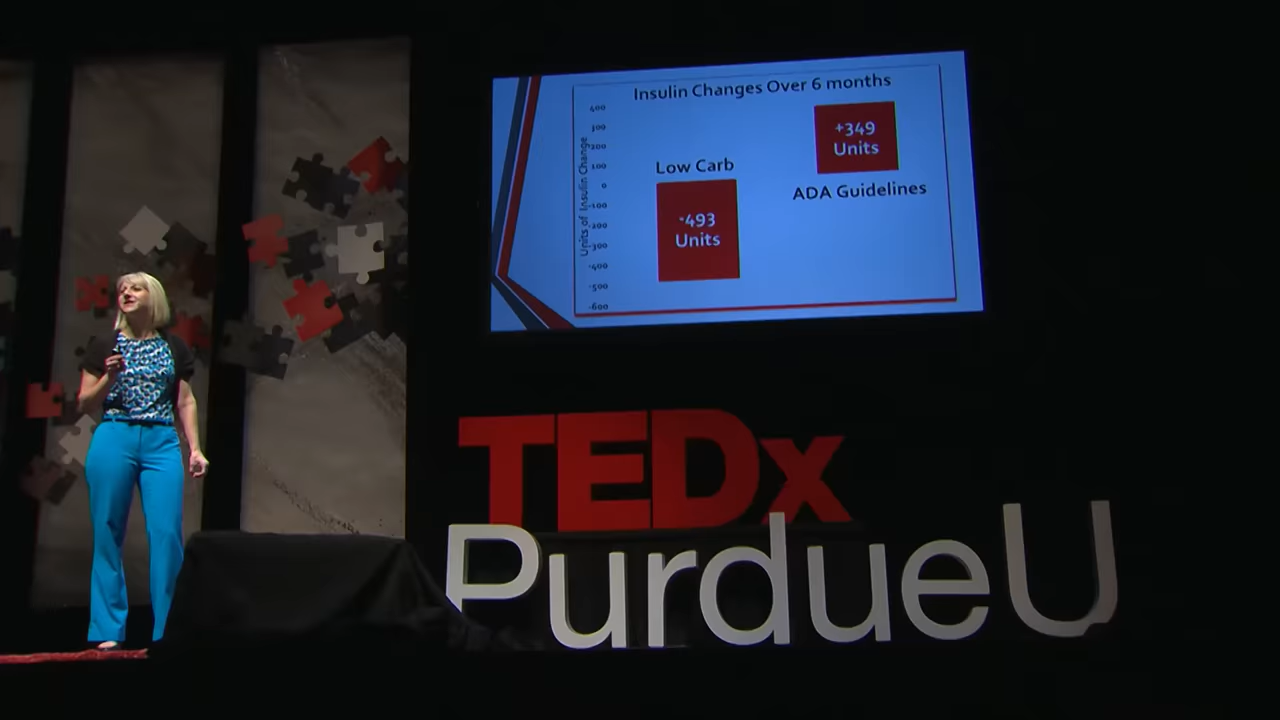 Insulin Changes Over 6 months
Units of Insulin Change
400
300
200
100
0
-100
-200
-300
-400
-500
-600
Low Carb
-493
Units
+349
Units
ADA Guidelines
TEDx
PurdueU